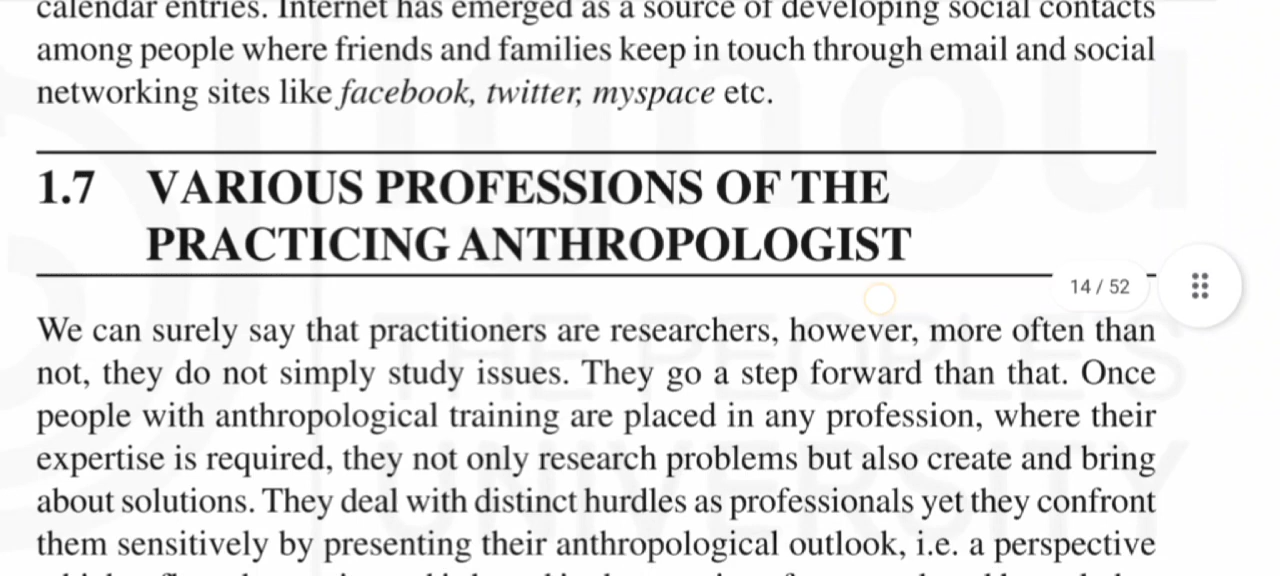 calendar entries. Internet has emerged as a source of developing social contacts
among people where friends and families keep in touch through email and social
networking sites like facebook, twitter, myspace etc.
1.7 VARIOUS PROFESSIONS OF THE
PRACTICING ANTHROPOLOGIST
14 / 52
We can surely say that practitioners are researchers, however, more often than
not, they do not simply study issues. They go a step forward than that. Once
people with anthropological training are placed in any profession, where their
expertise is required, they not only research problems but also create and bring
about solutions. They deal with distinct hurdles as professionals yet they confront
them sensitively by presenting their anthropological outlook, i.e. a perspective
ignou
THE PEOPLE'S
UNIVERSITY